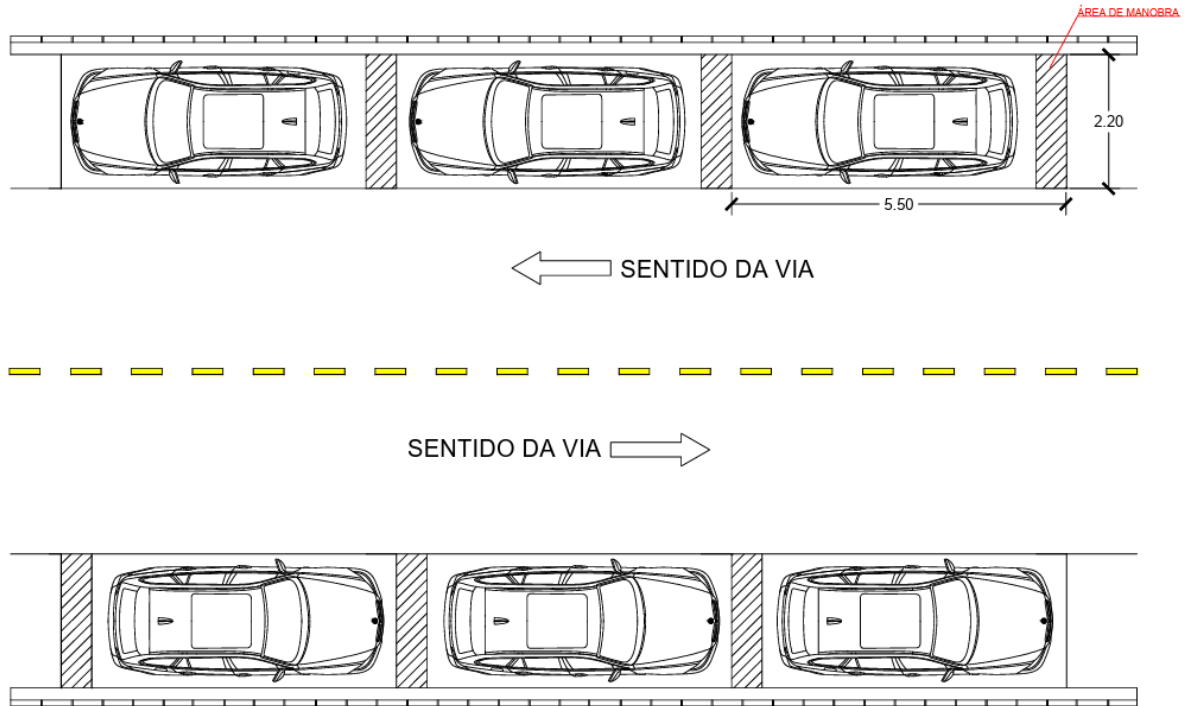 ÁREA DE MANOBRA
2.20
5.50
SENTIDO DA VIA
SENTIDO DA VIA